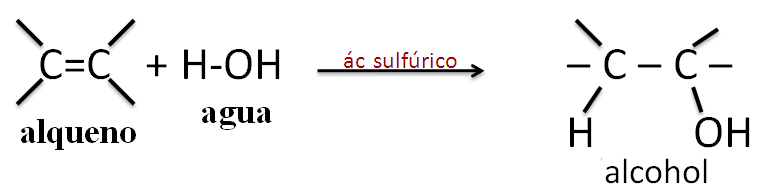 C=C + H-OH ác sulfúrico – C – C –
H OH
alqueno agua alcohol